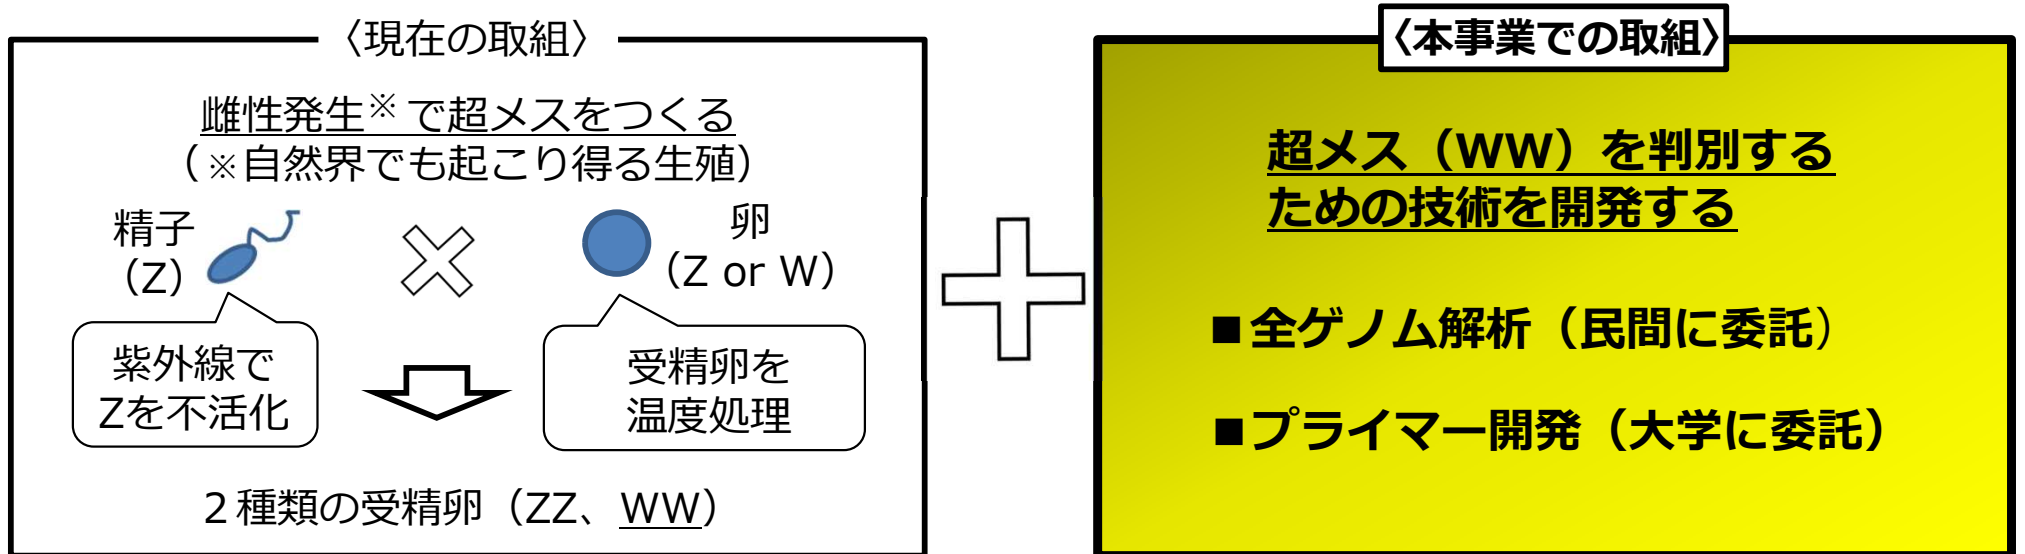 〈現在の取組〉
雌性発生※で超メスをつくる
（※自然界でも起こり得る生殖）
精子
（Z）
卵
（Z or W）
紫外線で
Zを不活化
受精卵を
温度処理
２種類の受精卵（ZZ、WW）
〈本事業での取組〉
超メス（WW）を判別する
ための技術を開発する
■全ゲノム解析（民間に委託）
■プライマー開発（大学に委託）